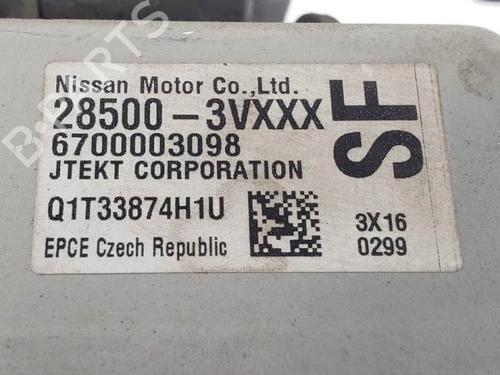 Nissan Motor Co.,Ltd.
28500-3VXXX
6700003098
JTEKT CORPORATION
SF
Q1T33874H1U
3X16
EPCE Czech Republic
0299
B-PARTS